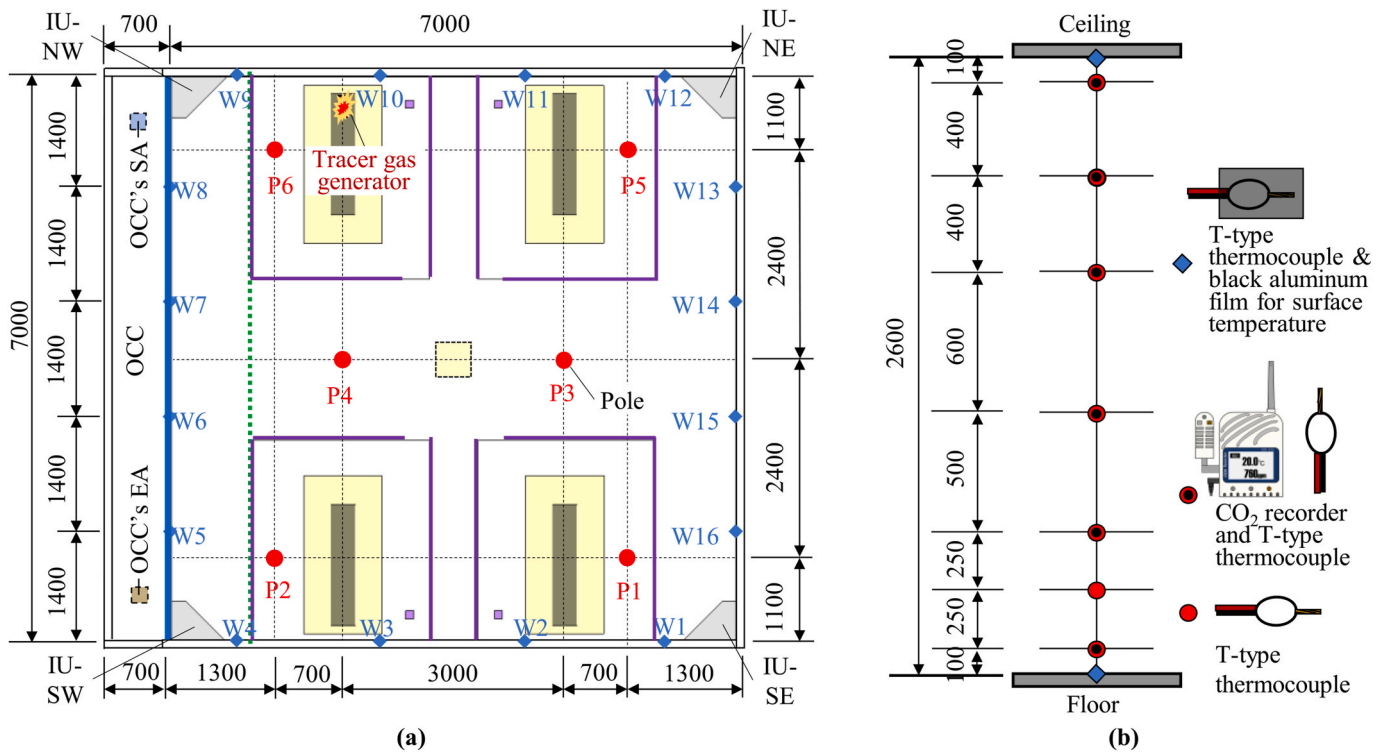 IU-
NW
700
7000
IU-
NE
W9
W10
W11
W12
7000
1400
1400
1400
1400
1400
OCC's SA
OCC
OCC's EA
Tracer gas
generator
P6
P5
W8
W13
W7
W14
P4
P3
Pole
W6
W15
W5
W16
P2
P1
W4
W3
W2
W1
1100
2400
2400
1100
IU-
SW
700
1300
700
3000
700
1300
IU-
SE
(a)
Ceiling
2600
100
400
400
600
500
250
250
100
Floor
T-type
thermocouple &
black aluminum
film for surface
temperature
20.0°C
760ppm
CO₂ recorder
and T-type
thermocouple
T-type
thermocouple
(b)